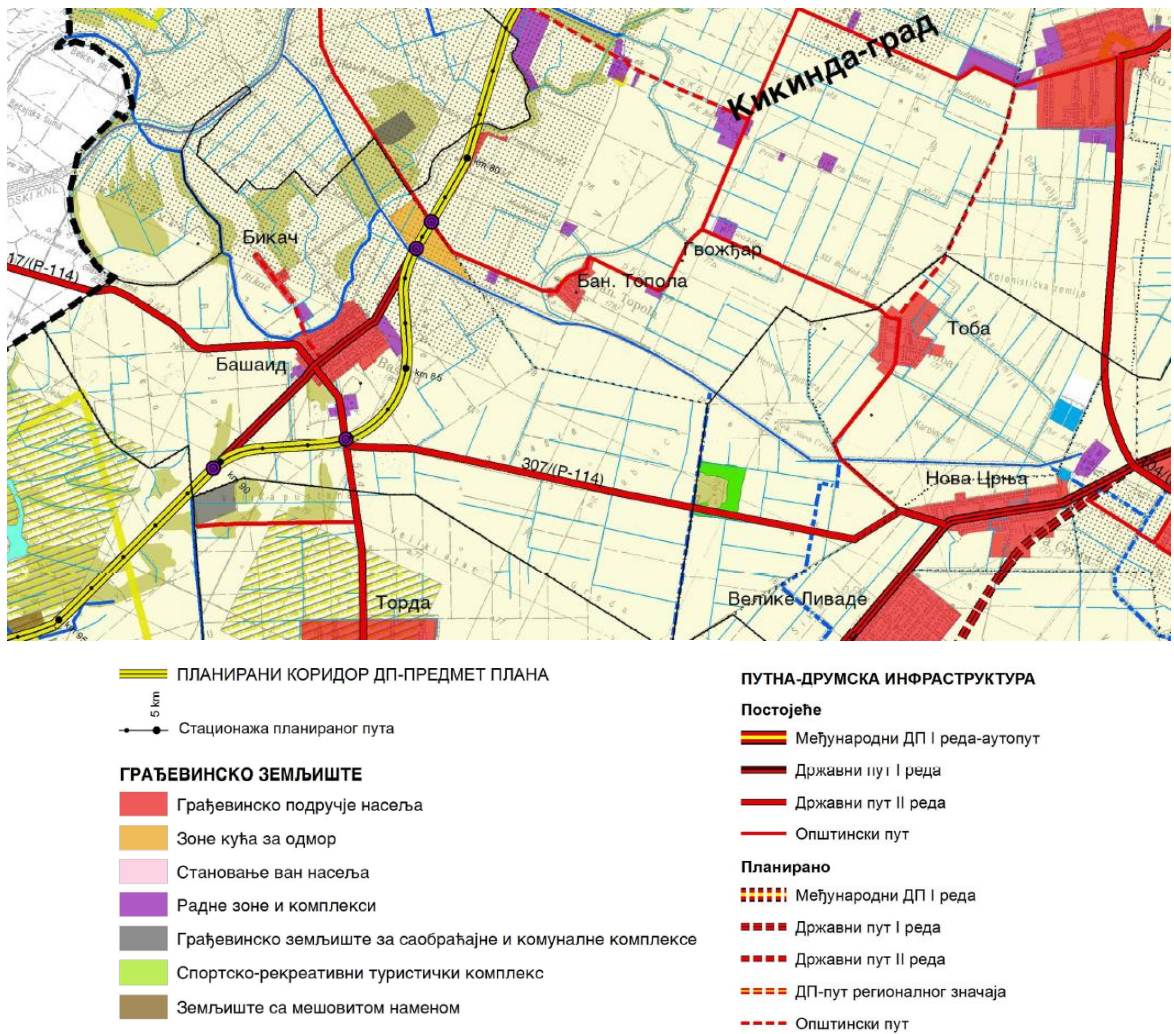 Кикинда-град
km 80
Бикач
Гвожђар
17/(Р-114)
Бан. Топола
Тоба
Башаид
km 85
307/(Р-114)
km 90
Нова Црња
Торда
Велике Ливаде
km 95
ПЛАНИРАНИ КОРИДОР ДП-ПРЕДМЕТ ПЛАНА
5 km
Стационажа планираног пута
ГРАЂЕВИНСКО ЗЕМЉИШТЕ
Грађевинско подручје насеља
Зоне кућа за одмор
Становање ван насеља
Радне зоне и комплекси
Грађевинско земљиште за саобраћајне и комуналне комплексе
Спортско-рекреативни туристички комплекс
Земљиште са мешовитом наменом
ПУТНА-ДРУМСКА ИНФРАСТРУКТУРА
Постојеће
Међународни ДП I реда-аутопут
Државни пут I реда
Државни пут II реда
Општински пут
Планирано
Међународни ДП I реда
Државни пут I реда
Државни пут II реда
ДП-пут регионалног значаја
Општински пут